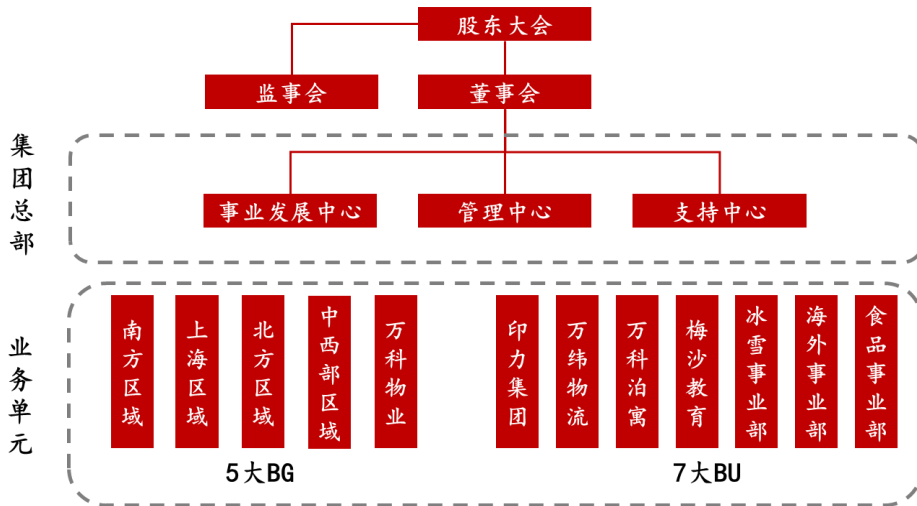 股东大会
监事会
董事会
集团总部
事业发展中心
管理中心
支持中心
业务单元
南方区域
上海区域
北方区域
中西部区域
万科物业
印力集团
万纬物流
万科泊寓
梅沙教育
冰雪事业部
海外事业部
食品事业部
5大BG
7大BU